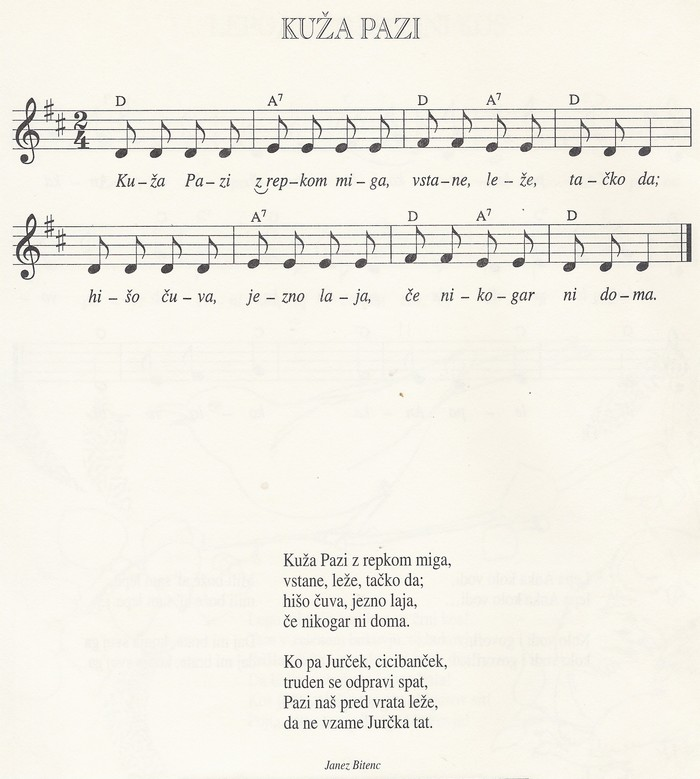 KUŽA PAZI
D A7 D A7 D
2
4
Ku – ža Pa – zi z rep – kom mi – ga, vsta – ne, le – že, ta – čko da;
A7 D A7 D
hi – šo ču – va, je – zno la – ja, če ni – ko – gar ni do – ma.
Kuža Pazi z repkom miga,
vstane, leže, tačko da;
hišo čuva, jezno laja,
če nikogar ni doma.
Ko pa Jurček, cicibanček,
truden se odpravi spat,
Pazi naš pred vrata leže,
da ne vzame Jurčka tat.
Janez Bitenc